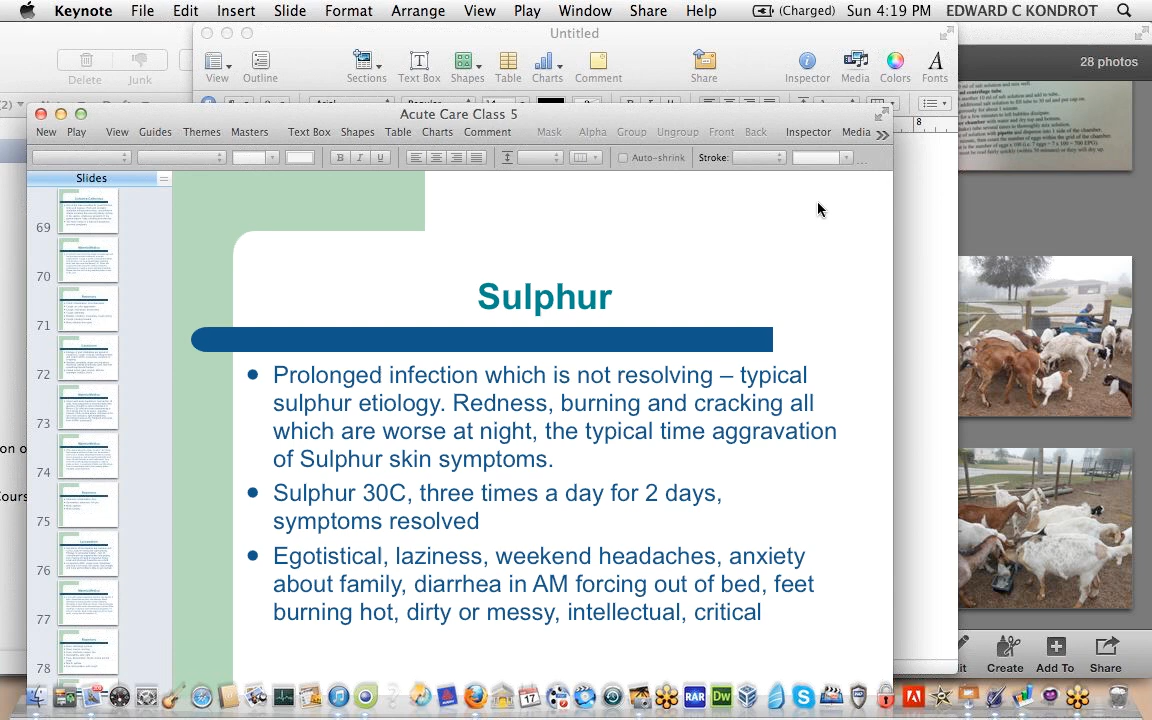 Keynote File Edit Insert Slide Format Arrange View Play Window Share Help (Charged) Sun 4:19 PM EDWARD C KONDROT
Untitled
Delete Junk
View Outline Sections Text Box Shapes Table Charts Comment Share Inspector Media Colors Fonts
28 photos
Acute Care Class 5
New Play View Guides Themes Masters Text Box Shapes Table Charts Comment Mask Alpha Group Ungroup Front Back Inspector Media
B I U Auto-shrink Stroke:
Slides
69
70
71
72
73
74
75
76
77
78
Sulphur
Prolonged infection which is not resolving – typical
sulphur etiology. Redness, burning and cracking all
which are worse at night, the typical time aggravation
of Sulphur skin symptoms.
Sulphur 30C, three times a day for 2 days,
symptoms resolved
Egotistical, laziness, weekend headaches, anxiety
about family, diarrhea in AM forcing out of bed, feet
burning hot, dirty or messy, intellectual, critical
Create Add To Share
RAR Dw